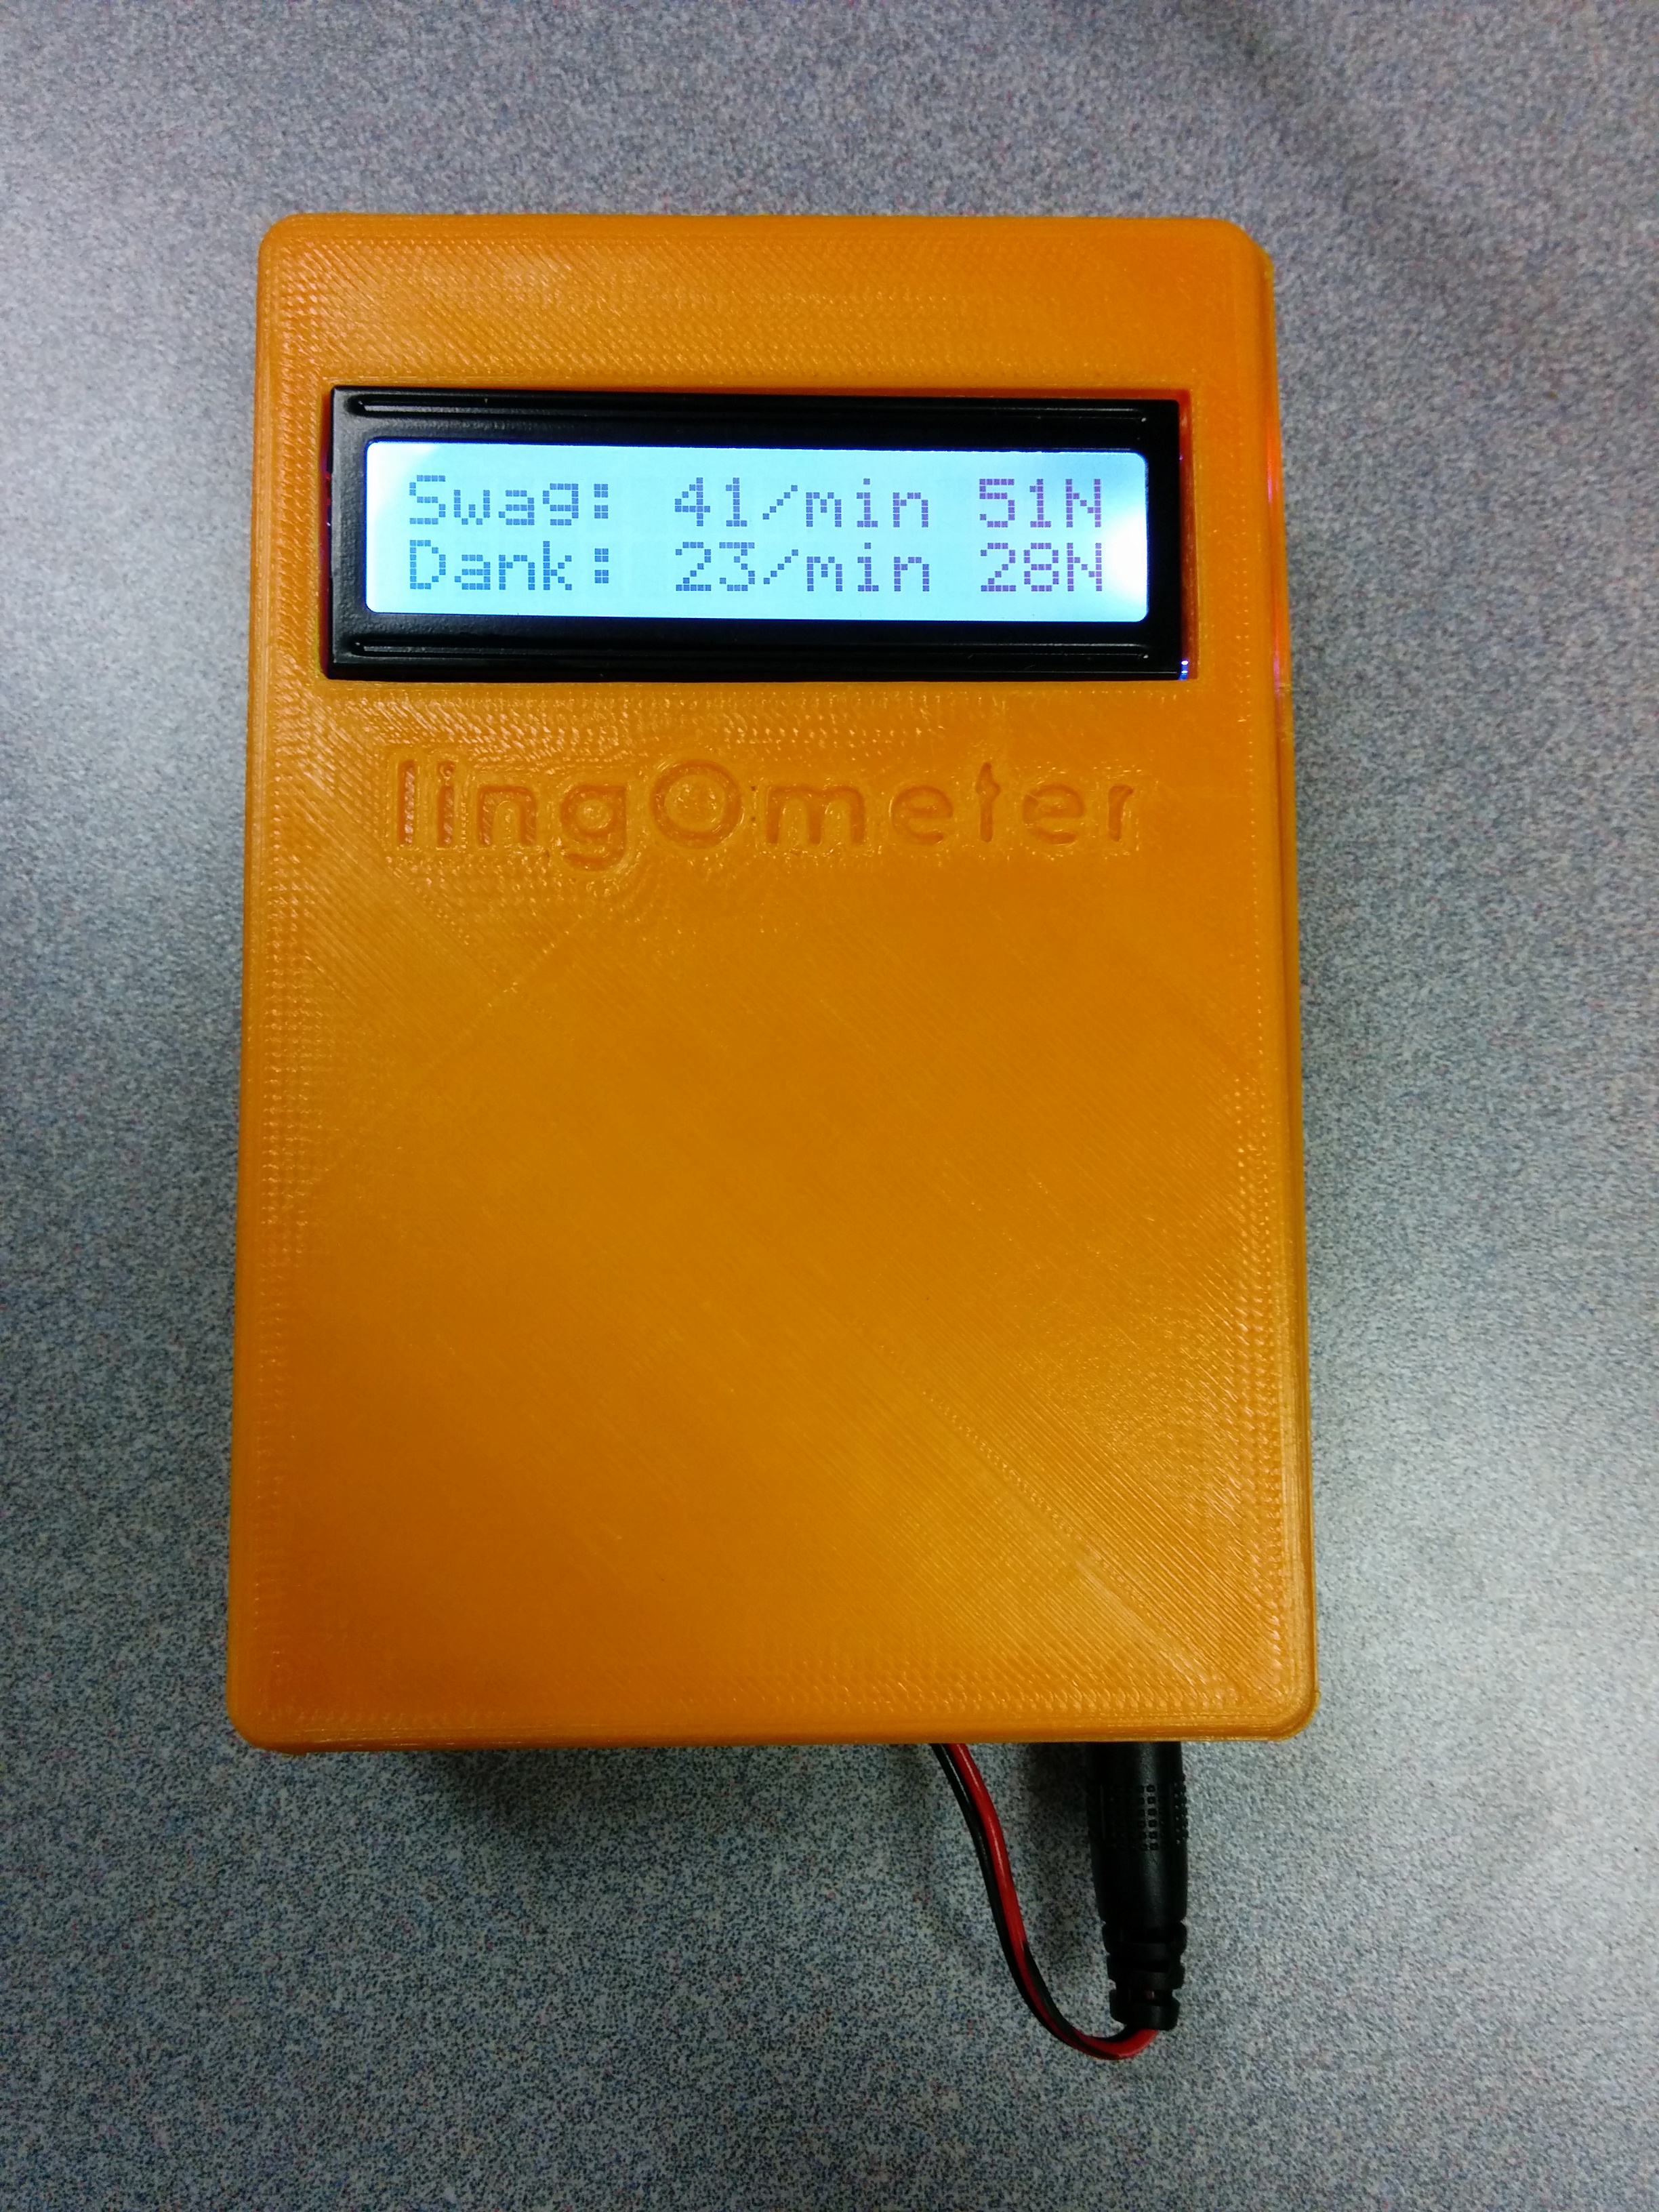 Swag: 41/min 51N
Dank: 23/min 28N
lingOmeter